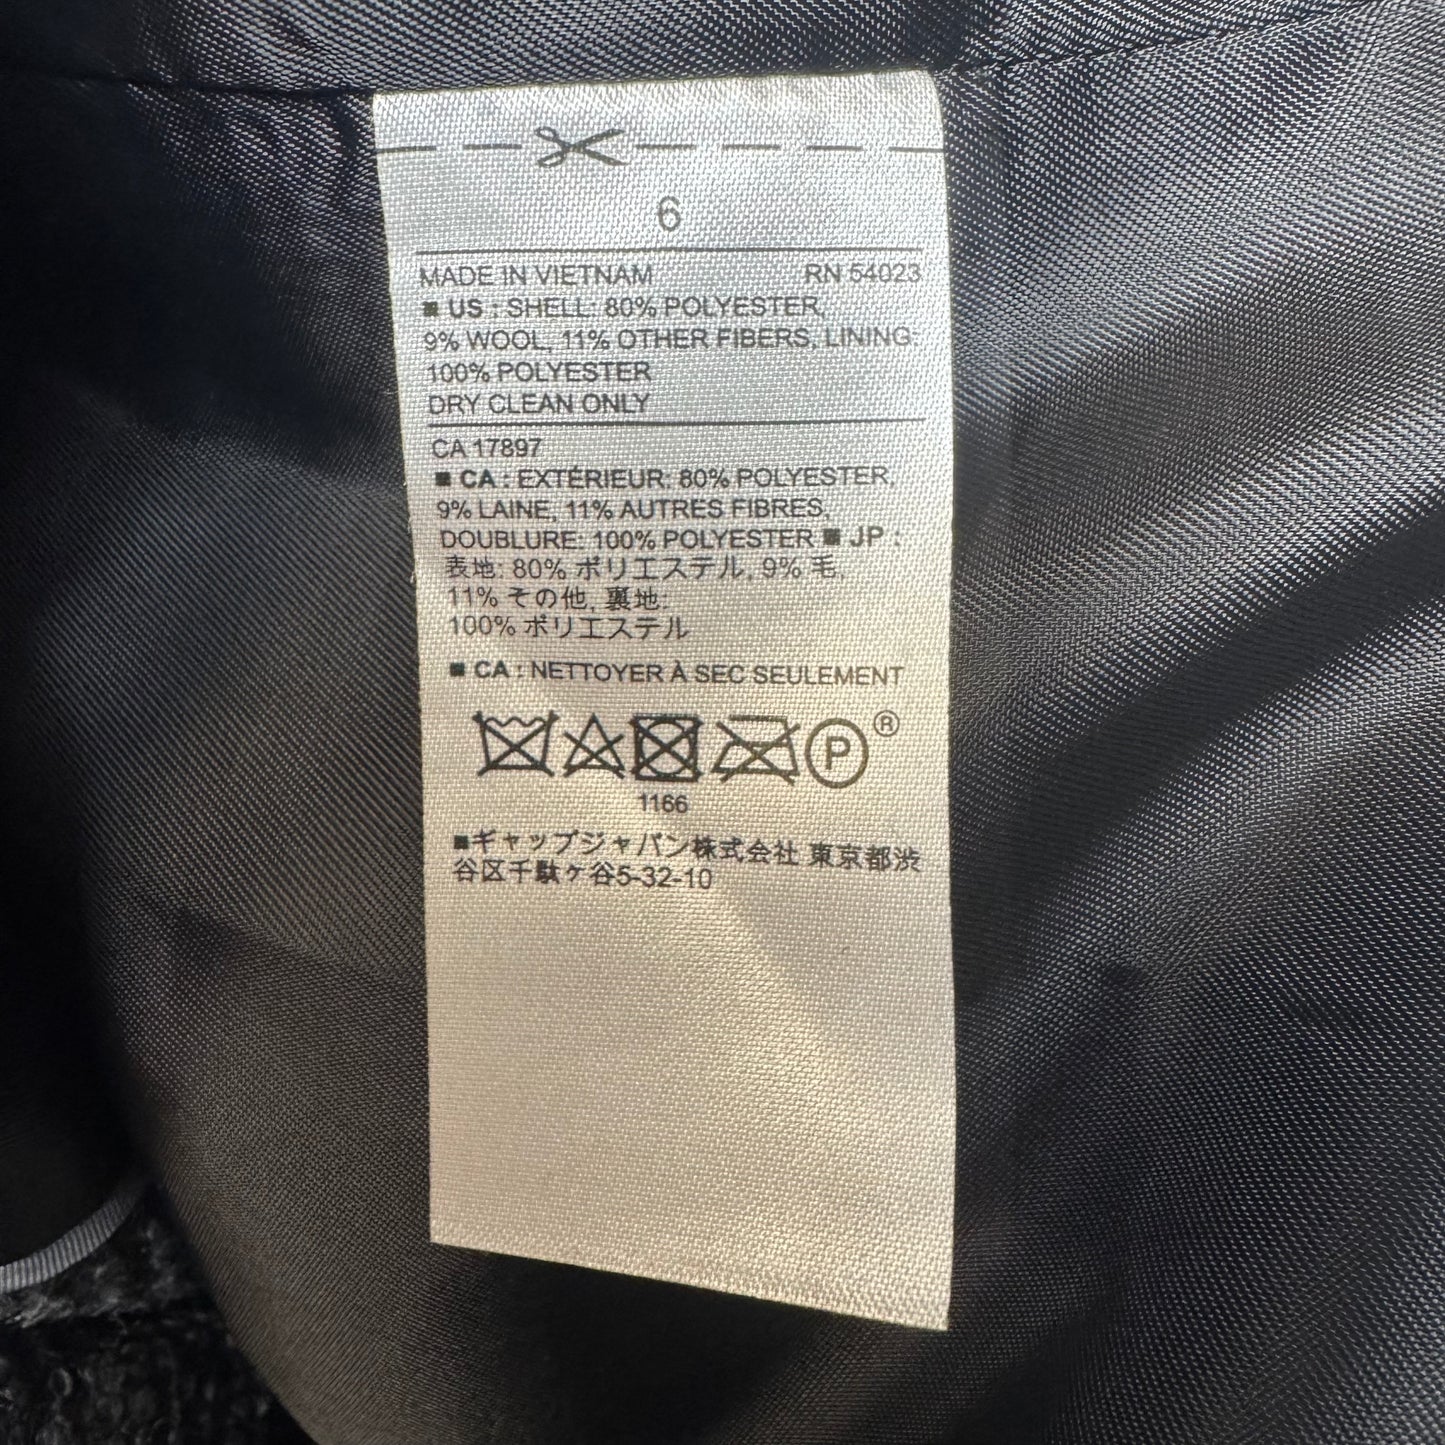 6
MADE IN VIETNAM RN 54023
■ US : SHELL: 80% POLYESTER,
9% WOOL, 11% OTHER FIBERS, LINING:
100% POLYESTER
DRY CLEAN ONLY
CA 17897
■ CA : EXTÉRIEUR: 80% POLYESTER,
9% LAINE, 11% AUTRES FIBRES,
DOUBLURE: 100% POLYESTER ■ JP :
表地: 80% ポリエステル, 9% 毛,
11% その他, 裏地:
100% ポリエステル
■ CA : NETTOYER À SEC SEULEMENT
P ®
1166
■ギャップジャパン株式会社 東京都渋
谷区千駄ヶ谷5-32-10